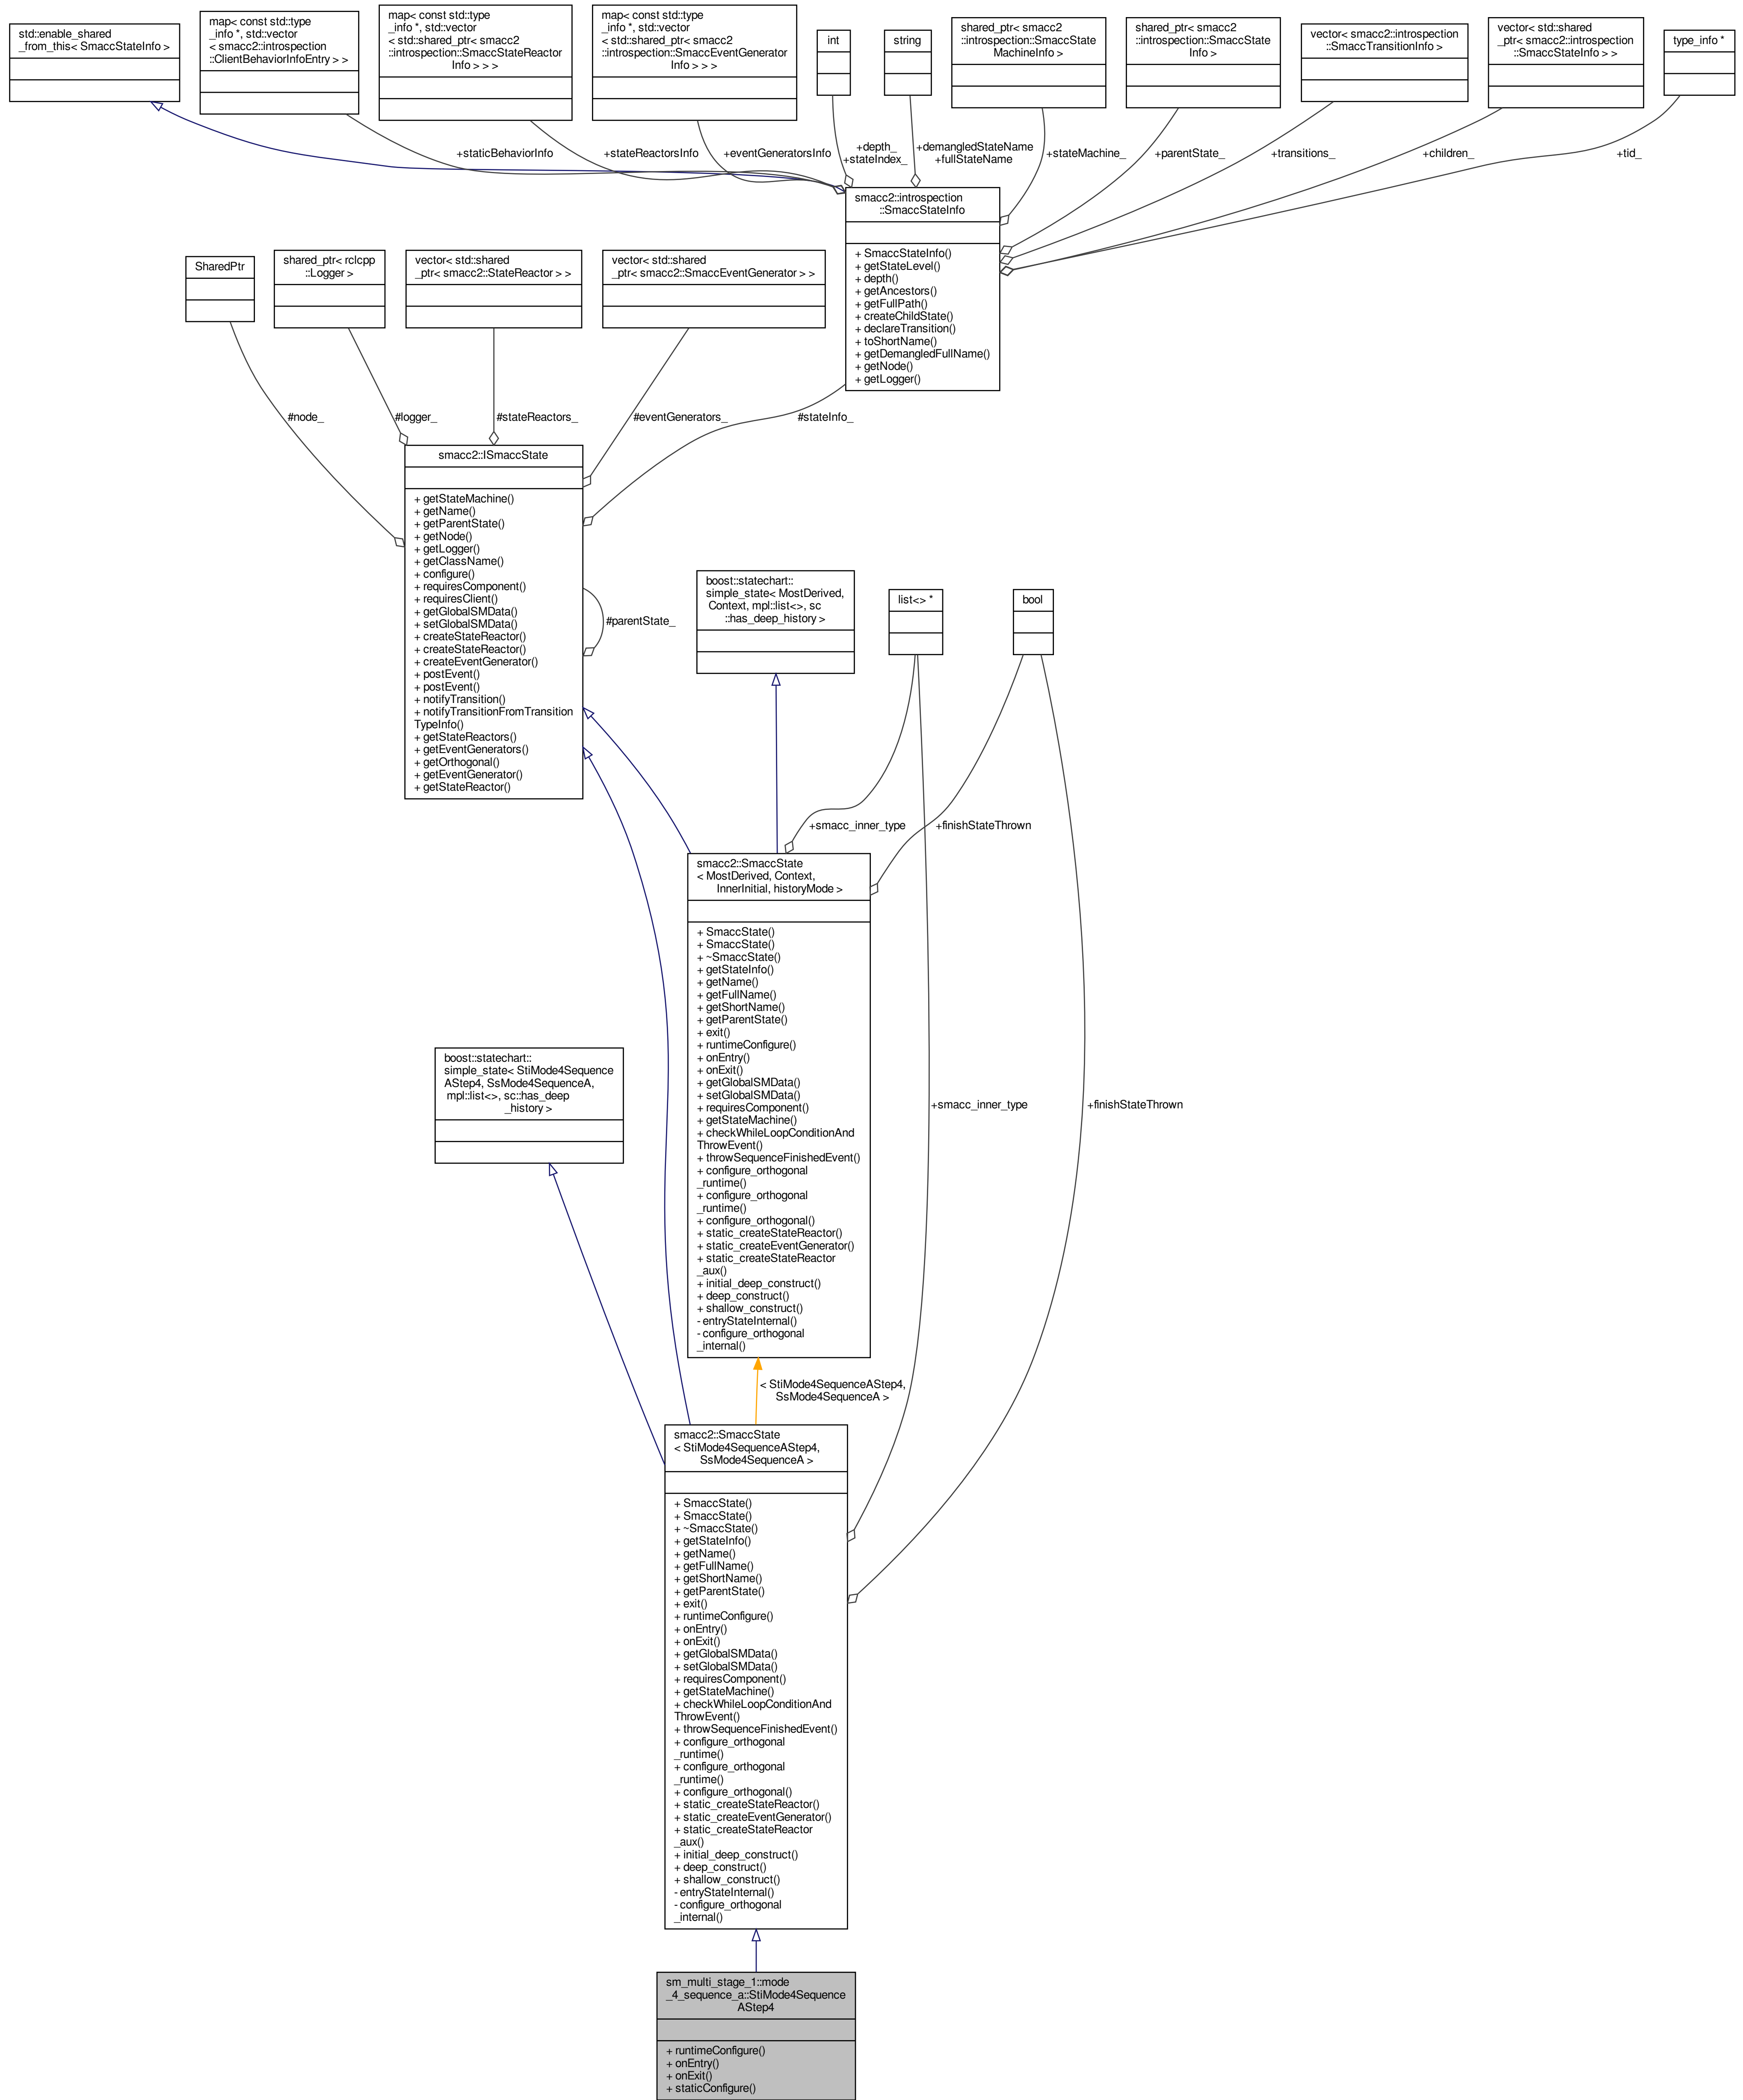 std::enable_shared
_from_this< SmaccStateInfo >
map< const std::type
_info *, std::vector
< smacc2::introspection
::ClientBehaviorInfoEntry > >
map< const std::type
_info *, std::vector
< std::shared_ptr< smacc2
::introspection::SmaccStateReactor
Info > > >
map< const std::type
_info *, std::vector
< std::shared_ptr< smacc2
::introspection::SmaccEventGenerator
Info > > >
int
string
shared_ptr< smacc2
::introspection::SmaccState
MachineInfo >
shared_ptr< smacc2
::introspection::SmaccState
Info >
vector< smacc2::introspection
::SmaccTransitionInfo >
vector< std::shared
_ptr< smacc2::introspection
::SmaccStateInfo > >
type_info *
+staticBehaviorInfo
+stateReactorsInfo
+eventGeneratorsInfo
+depth_
+stateIndex_
+demangledStateName
+fullStateName
+stateMachine_
+parentState_
+transitions_
+children_
+tid_
smacc2::introspection
::SmaccStateInfo
+ SmaccStateInfo()
+ getStateLevel()
+ depth()
+ getAncestors()
+ getFullPath()
+ createChildState()
+ declareTransition()
+ toShortName()
+ getDemangledFullName()
+ getNode()
+ getLogger()
SharedPtr
shared_ptr< rclcpp
::Logger >
vector< std::shared
_ptr< smacc2::StateReactor > >
vector< std::shared
_ptr< smacc2::SmaccEventGenerator > >
#node_
#logger_
#stateReactors_
#eventGenerators_
#stateInfo_
smacc2::ISmaccState
+ getStateMachine()
+ getName()
+ getParentState()
+ getNode()
+ getLogger()
+ getClassName()
+ configure()
+ requiresComponent()
+ requiresClient()
+ getGlobalSMData()
+ setGlobalSMData()
+ createStateReactor()
+ createStateReactor()
+ createEventGenerator()
+ postEvent()
+ postEvent()
+ notifyTransition()
+ notifyTransitionFromTransition
TypeInfo()
+ getStateReactors()
+ getEventGenerators()
+ getOrthogonal()
+ getEventGenerator()
+ getStateReactor()
#parentState_
boost::statechart::
simple_state< MostDerived,
Context, mpl::list<>, sc
::has_deep_history >
list<> *
bool
+smacc_inner_type
+finishStateThrown
smacc2::SmaccState
< MostDerived, Context,
InnerInitial, historyMode >
+ SmaccState()
+ SmaccState()
+ ~SmaccState()
+ getStateInfo()
+ getName()
+ getFullName()
+ getShortName()
+ getParentState()
+ exit()
+ runtimeConfigure()
+ onEntry()
+ onExit()
+ getGlobalSMData()
+ setGlobalSMData()
+ requiresComponent()
+ getStateMachine()
+ checkWhileLoopConditionAnd
ThrowEvent()
+ throwSequenceFinishedEvent()
+ configure_orthogonal
_runtime()
+ configure_orthogonal
_runtime()
+ configure_orthogonal()
+ static_createStateReactor()
+ static_createEventGenerator()
+ static_createStateReactor
_aux()
+ initial_deep_construct()
+ deep_construct()
+ shallow_construct()
- entryStateInternal()
- configure_orthogonal
_internal()
boost::statechart::
simple_state< StiMode4Sequence
AStep4, SsMode4SequenceA,
mpl::list<>, sc::has_deep
_history >
+smacc_inner_type
+finishStateThrown
< StiMode4SequenceAStep4,
SsMode4SequenceA >
smacc2::SmaccState
< StiMode4SequenceAStep4,
SsMode4SequenceA >
+ SmaccState()
+ SmaccState()
+ ~SmaccState()
+ getStateInfo()
+ getName()
+ getFullName()
+ getShortName()
+ getParentState()
+ exit()
+ runtimeConfigure()
+ onEntry()
+ onExit()
+ getGlobalSMData()
+ setGlobalSMData()
+ requiresComponent()
+ getStateMachine()
+ checkWhileLoopConditionAnd
ThrowEvent()
+ throwSequenceFinishedEvent()
+ configure_orthogonal
_runtime()
+ configure_orthogonal
_runtime()
+ configure_orthogonal()
+ static_createStateReactor()
+ static_createEventGenerator()
+ static_createStateReactor
_aux()
+ initial_deep_construct()
+ deep_construct()
+ shallow_construct()
- entryStateInternal()
- configure_orthogonal
_internal()
sm_multi_stage_1::mode
_4_sequence_a::StiMode4Sequence
AStep4
+ runtimeConfigure()
+ onEntry()
+ onExit()
+ staticConfigure()